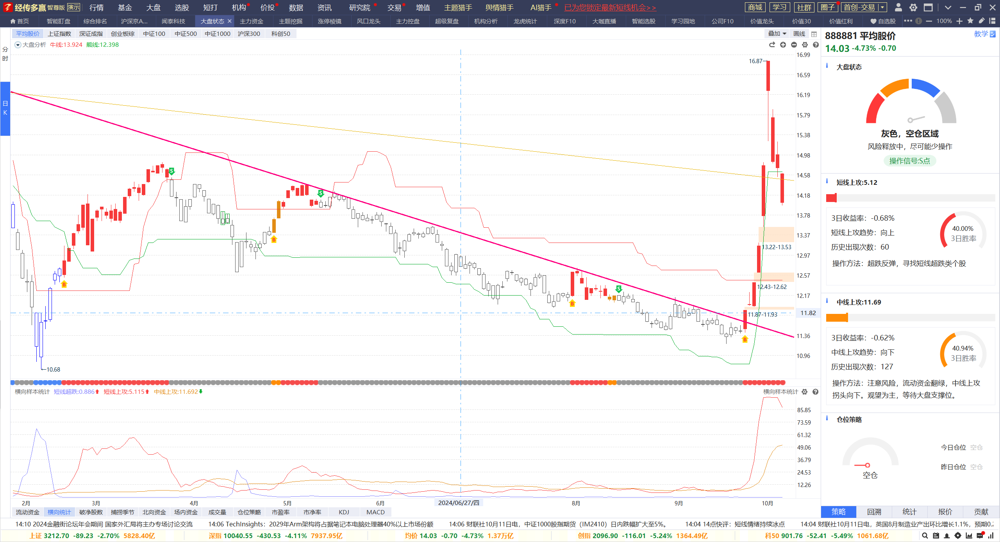 经传多赢 智尊版 演示 行情 基金 大盘 选股 短打 机构 价投 数据 资讯 研究院 交易 增值 主题猎手 舆情猎手 AI猎手 已为您锁定最新短线机会>> 商城 学习 社群 圈子 首创-交易
首页 智能盯盘 综合排名 沪深京A... 闻泰科技 大盘状态 主力资金 主题挖掘 涨停棱镜 风口龙头 主力控盘 超级复盘 机构分析 龙虎统计 深度F10 大咖直播 智能选股 学习园地 公司F10 价值龙头 价值30 价值红利 自选股 100%
平均股价 上证指数 深证成指 创业板综 中证100 中证500 中证1000 沪深300 科创50 叠加 画线
大盘分析 牛线:13.924 熊线:12.398
分时
日K
16.99
16.59
16.19
15.79
15.38
14.98
14.58
14.18
13.78
13.37
12.97
12.57
12.17
11.82
11.36
10.96
16.87
S
S
S
B
B
B
B
13.22-13.53
12.43-12.62
11.87-11.93
10.68
横向样本统计 短线超跌:0.886 短线上攻:5.115 中线上攻:11.692
横向样本统计
85.85
73.59
61.32
49.06
36.79
24.53
12.26
2月 3月 4月 5月 6月 2024/06/27/四 8月 9月 10月
流动资金 横向统计 破净股数 捕捞季节 北向资金 场内资金 成交量 仓位策略 市盈率 市净率 KDJ MACD
888881 平均股价 教学
14.03 -4.73% -0.70
大盘状态
灰色，空仓区域
风险释放中，尽可能少操作
操作信号:S点
短线上攻:5.12
3日收益率：-0.68%
短线上攻趋势：向上
历史出现次数：60
40.00%
3日胜率
操作方法：超跌反弹，寻找短线超跌类个股
中线上攻:11.69
3日收益率：-0.62%
中线上攻趋势：向下
历史出现次数：127
40.94%
3日胜率
操作方法：注意风险，流动资金翻绿，中线上攻
拐头向下。观望为主，等待大盘支撑位。
仓位策略
空仓
今日仓位 空仓
昨日仓位 空仓
策略 回溯 统计 报价 贡献
14:10 2024金融街论坛年会期间 国家外汇局将主办专场讨论交流 14:06 TechInsights：2029年Arm架构将占据笔记本电脑处理器40%以上市场份额 14:06 财联社10月11日电，中证1000股指期货（IM2410）日内跌幅扩大至5%。 14:04 14点快评：短线情绪持续冰点 14:04 财联社10月11日电，英国8月制造业产出环比增长1.1%，预期0.2
上证 3212.70 -89.23 -2.70% 5828.40亿 深指 10040.55 -430.53 -4.11% 7937.95亿 均价 14.03 -0.70 -4.73% 1.37万亿 创指 2096.90 -116.01 -5.24% 1364.49亿 科50 901.76 -52.41 -5.49% 1061.68亿